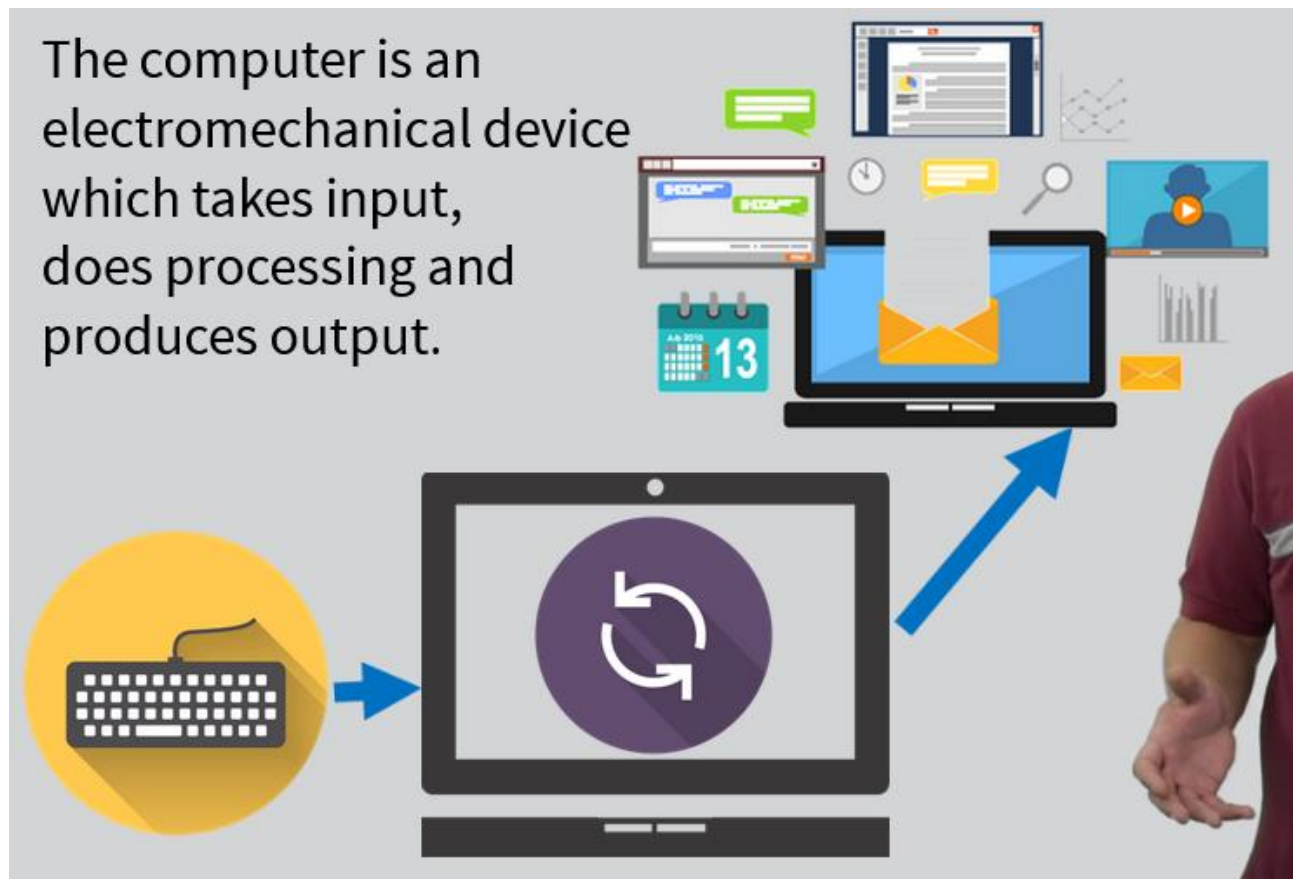 The computer is an
electromechanical device
which takes input,
does processing and
produces output.
13